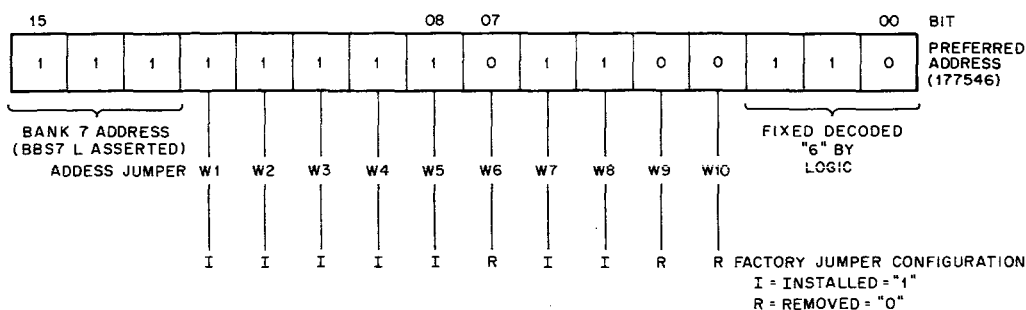 15 08 07 00 BIT
1 1 1 1 1 1 1 1 0 1 1 0 0 1 1 0
PREFERRED
ADDRESS
(177546)
BANK 7 ADDRESS
(BBS7 L ASSERTED)
FIXED DECODED
"6" BY
LOGIC
ADDESS JUMPER W1 W2 W3 W4 W5 W6 W7 W8 W9 W10
I I I I I R I I R R FACTORY JUMPER CONFIGURATION
I = INSTALLED = "1"
R = REMOVED = "0"